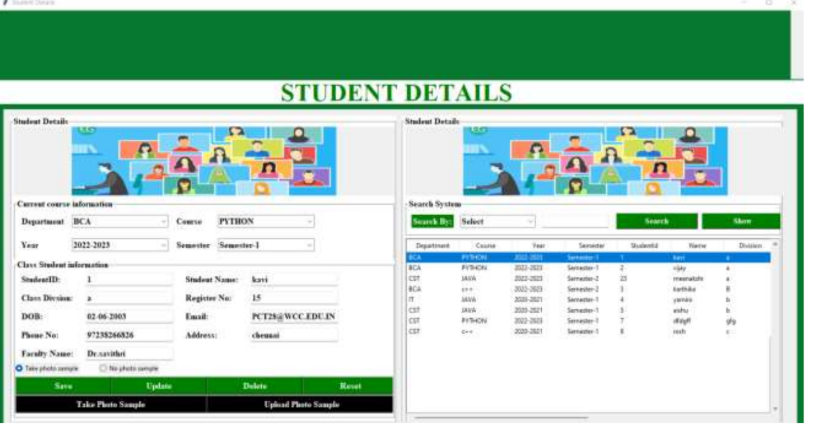 Student Details
STUDENT DETAILS
Student Details
Current course information
Department BCA Course PYTHON
Year 2022-2023 Semester Semester-1
Class Student information
StudentID: 1 Student Name: kavi
Class Divsion: a Register No: 15
DOB: 02-06-2003 Email: PCT28@WCC.EDU.IN
Phone No: 97238266826 Address: chennai
Faculty Name: Dr.savithri
Take photo sample No photo sample
Save Update Delete Reset
Take Photo Sample Upload Photo Sample
Student Details
Search System
Search By: Select Search Show
Department Course Year Semester StudentId Name Division
BCA PYTHON 2022-2023 Semester-1 1 kavi a
BCA PYTHON 2022-2023 Semester-1 2 vijay a
CST JAVA 2022-2023 Semester-2 23 meenakshi a
BCA c++ 2022-2023 Semester-2 3 karthika B
IT JAVA 2020-2021 Semester-1 4 yamini b
CST JAVA 2020-2021 Semester-1 5 b
CST PYTHON 2022-2023 Semester-1 7 gfg
CST c++ 2020-2021 Semester-1 8 c